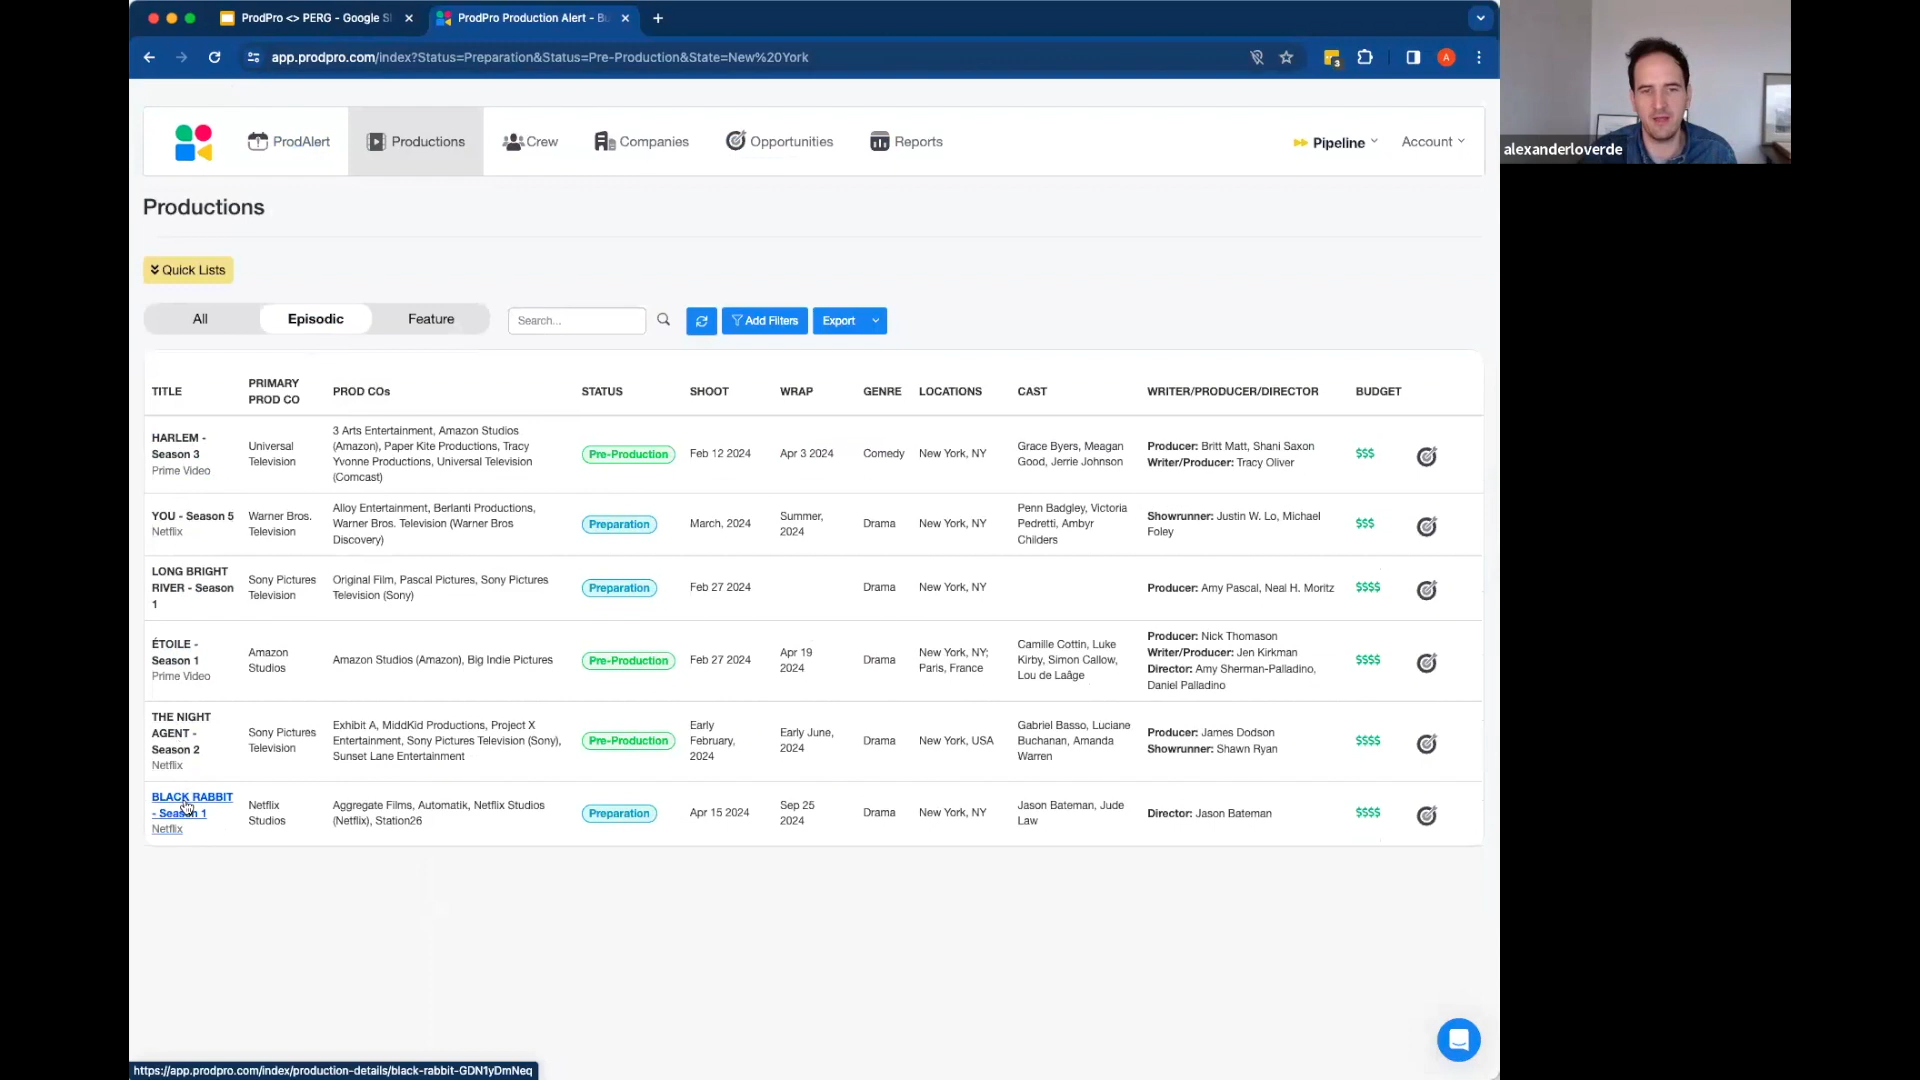 ProdPro <> PERG - Google Sl
ProdPro Production Alert - Bu
app.prodpro.com/index?Status=Preparation&Status=Pre-Production&State=New%20York
3
A
alexanderloverde
ProdAlert
Productions
Crew
Companies
Opportunities
Reports
Pipeline
Account
Productions
Quick Lists
All
Episodic
Feature
Search...
Add Filters
Export
TITLE
PRIMARY
PROD CO
PROD COs
STATUS
SHOOT
WRAP
GENRE
LOCATIONS
CAST
WRITER/PRODUCER/DIRECTOR
BUDGET
HARLEM -
Season 3
Prime Video
Universal
Television
3 Arts Entertainment, Amazon Studios
(Amazon), Paper Kite Productions, Tracy
Yvonne Productions, Universal Television
(Comcast)
Pre-Production
Feb 12 2024
Apr 3 2024
Comedy
New York, NY
Grace Byers, Meagan
Good, Jerrie Johnson
Producer: Britt Matt, Shani Saxon
Writer/Producer: Tracy Oliver
$$$
YOU - Season 5
Netflix
Warner Bros.
Television
Alloy Entertainment, Berlanti Productions,
Warner Bros. Television (Warner Bros
Discovery)
Preparation
March, 2024
Summer,
2024
Drama
New York, NY
Penn Badgley, Victoria
Pedretti, Ambyr
Childers
Showrunner: Justin W. Lo, Michael
Foley
$$$
LONG BRIGHT
RIVER - Season
1
Sony Pictures
Television
Original Film, Pascal Pictures, Sony Pictures
Television (Sony)
Preparation
Feb 27 2024
Drama
New York, NY
Producer: Amy Pascal, Neal H. Moritz
$$$$
ÉTOILE -
Season 1
Prime Video
Amazon
Studios
Amazon Studios (Amazon), Big Indie Pictures
Pre-Production
Feb 27 2024
Apr 19
2024
Drama
New York, NY;
Paris, France
Camille Cottin, Luke
Kirby, Simon Callow,
Lou de Laâge
Producer: Nick Thomason
Writer/Producer: Jen Kirkman
Director: Amy Sherman-Palladino,
Daniel Palladino
$$$$
THE NIGHT
AGENT -
Season 2
Netflix
Sony Pictures
Television
Exhibit A, MiddKid Productions, Project X
Entertainment, Sony Pictures Television (Sony),
Sunset Lane Entertainment
Pre-Production
Early
February,
2024
Early June,
2024
Drama
New York, USA
Gabriel Basso, Luciane
Buchanan, Amanda
Warren
Producer: James Dodson
Showrunner: Shawn Ryan
$$$$
BLACK RABBIT
- Season 1
Netflix
Netflix
Studios
Aggregate Films, Automatik, Netflix Studios
(Netflix), Station26
Preparation
Apr 15 2024
Sep 25
2024
Drama
New York, NY
Jason Bateman, Jude
Law
Director: Jason Bateman
$$$$
https://app.prodpro.com/index/production-details/black-rabbit-GDN1yDmNeq